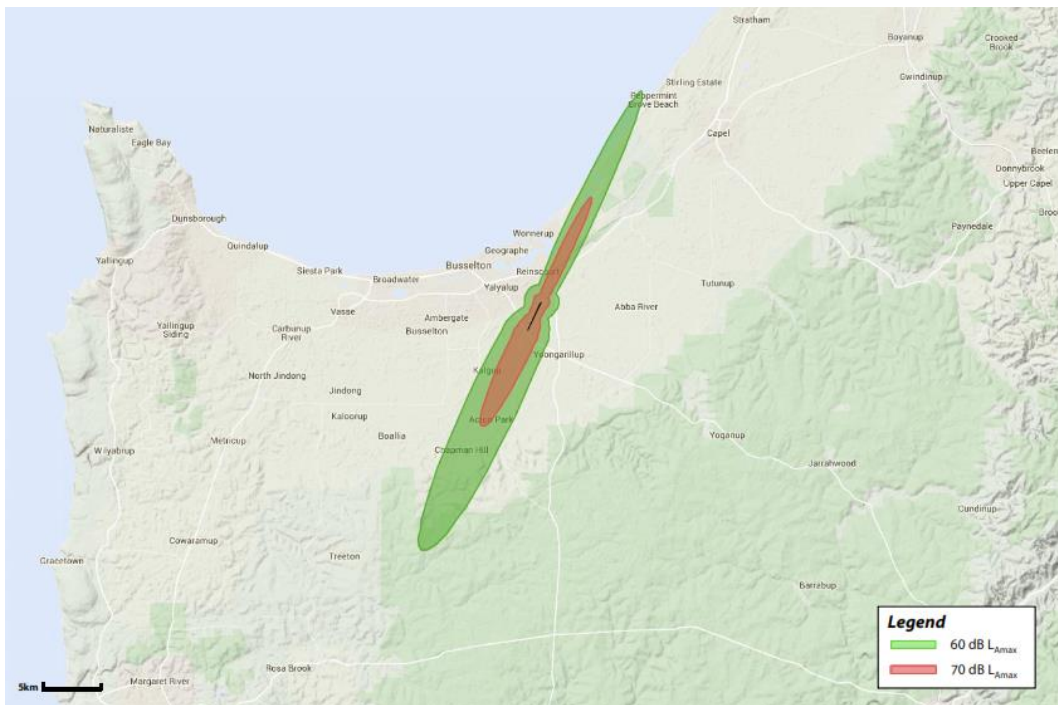 Stratham
Boyanup
Crooked
Brook
Gwindinup
Stirling Estate
Peppermint
Grove Beach
Capel
Naturaliste
Eagle Bay
Donnybrook
Upper Capel
Dunsborough
Paynedale
Wonnerup
Quindalup
Geographe
Yallingup
Busselton
Siesta Park
Broadwater
Yalyalup
Tutunup
Abba River
Vasse
Ambergate
Busselton
Yallingup
Siding
Carbunup
River
Yoongarillup
North Jindong
Kalgup
Jindong
Kaloorup
Acton Park
Boallia
Yoganup
Metricup
Chapman Hill
Wilyabrup
Jarrahwood
Cundinup
Cowaramup
Treeton
Gracetown
Barrabup
Rosa Brook
Margaret River
5km
Legend
60 dB LAmax
70 dB LAmax